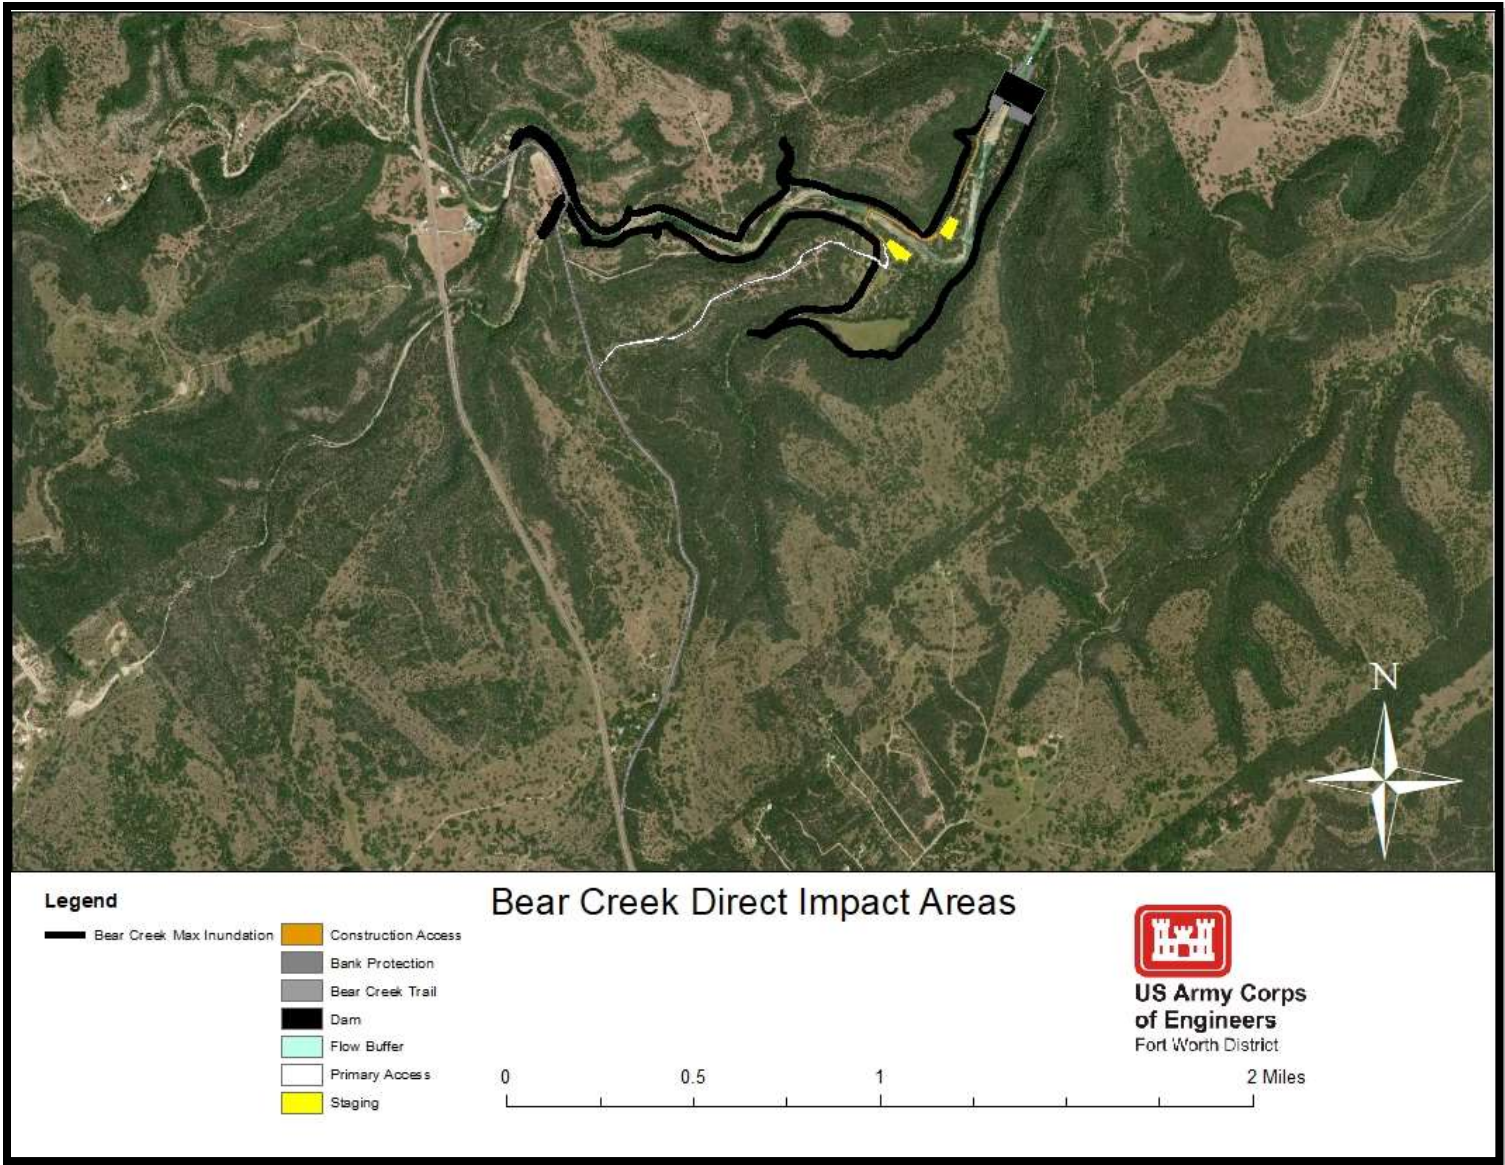 N
Legend
Bear Creek Direct Impact Areas
Bear Creek Max Inundation
Construction Access
Bank Protection
Bear Creek Trail
Dam
Flow Buffer
Primary Access
Staging
US Army Corps
of Engineers
Fort Worth District
0 0.5 1 2 Miles